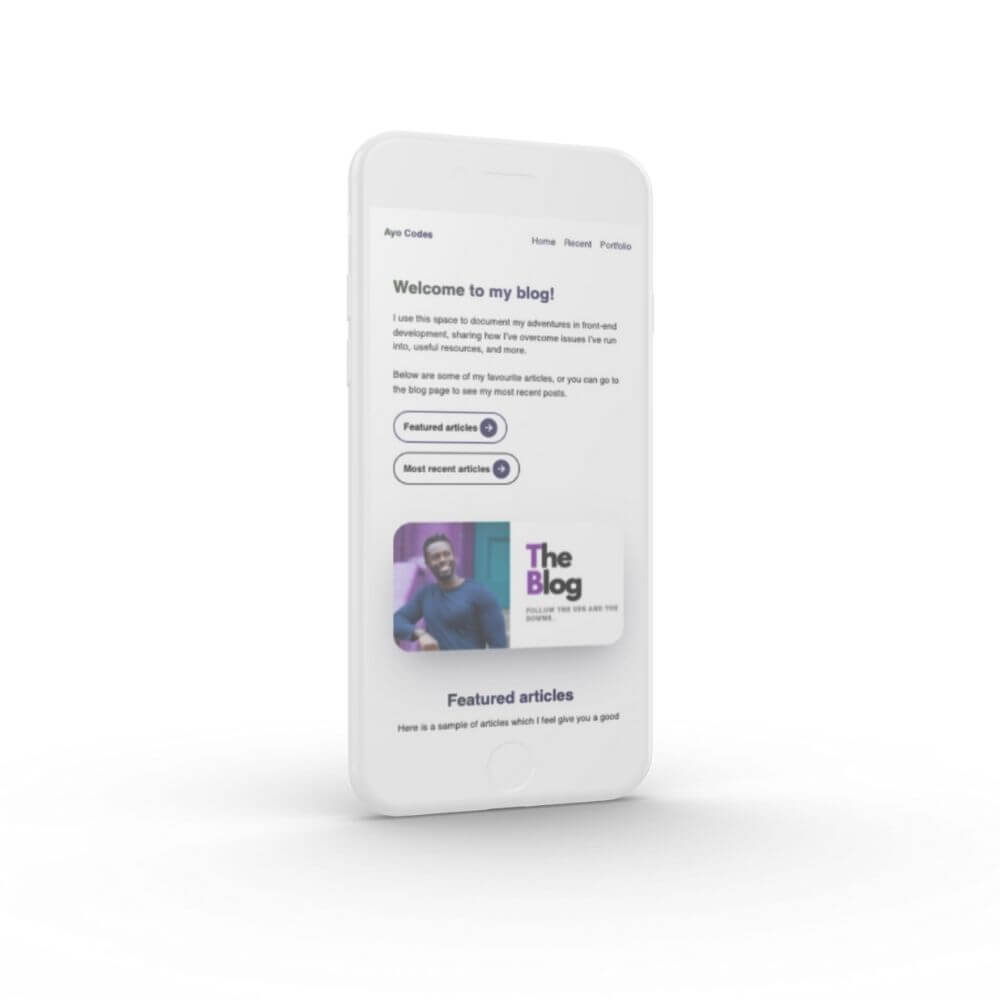 Ayo Codes
Home Recent Portfolio
Welcome to my blog!
I use this space to document my adventures in front-end
development, sharing how I've overcome issues I've run
into, useful resources, and more.
Below are some of my favourite articles, or you can go to
the blog page to see my most recent posts.
Featured articles
Most recent articles
The
Blog
FOLLOW THE UPS AND THE
DOWNS.
Featured articles
Here is a sample of articles which I feel give you a good